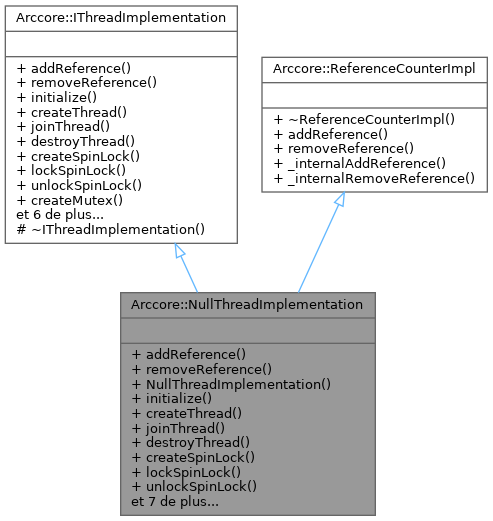 Arccore::IThreadImplementation
+ addReference()
+ removeReference()
+ initialize()
+ createThread()
+ joinThread()
+ destroyThread()
+ createSpinLock()
+ lockSpinLock()
+ unlockSpinLock()
+ createMutex()
et 6 de plus...
# ~IThreadImplementation()
Arccore::ReferenceCounterImpl
+ ~ReferenceCounterImpl()
+ addReference()
+ removeReference()
+ _internalAddReference()
+ _internalRemoveReference()
Arccore::NullThreadImplementation
+ addReference()
+ removeReference()
+ NullThreadImplementation()
+ initialize()
+ createThread()
+ joinThread()
+ destroyThread()
+ createSpinLock()
+ lockSpinLock()
+ unlockSpinLock()
et 7 de plus...